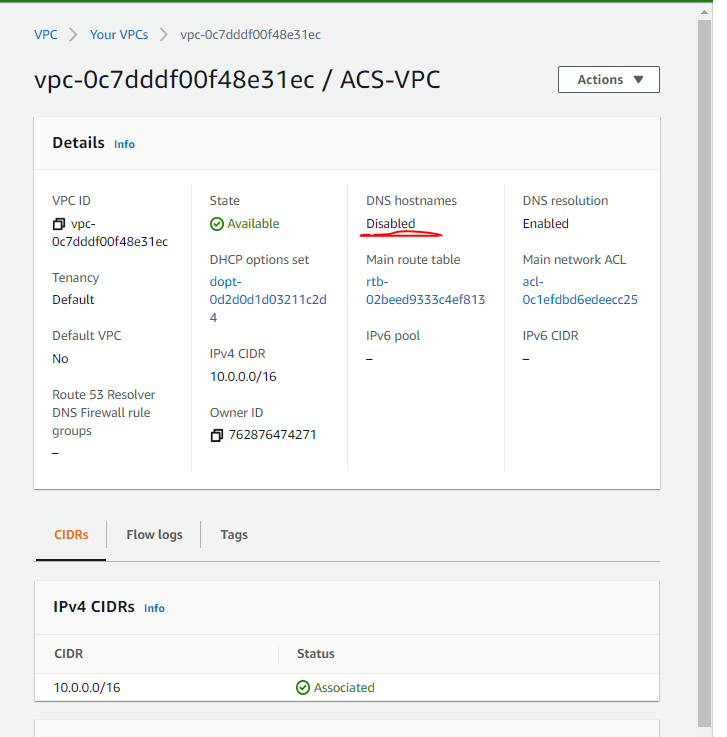 VPC > Your VPCs > vpc-0c7dddf00f48e31ec
vpc-0c7dddf00f48e31ec / ACS-VPC
Actions
Details Info
VPC ID
vpc-
0c7dddf00f48e31ec
Tenancy
Default
Default VPC
No
Route 53 Resolver
DNS Firewall rule
groups
–
State
Available
DHCP options set
dopt-
0d2d0d1d03211c2d
4
IPv4 CIDR
10.0.0.0/16
Owner ID
762876474271
DNS hostnames
Disabled
Main route table
rtb-
02beed9333c4ef813
IPv6 pool
–
DNS resolution
Enabled
Main network ACL
acl-
0c1efdbd6edeecc25
IPv6 CIDR
–
CIDRs Flow logs Tags
IPv4 CIDRs Info
CIDR Status
10.0.0.0/16 Associated